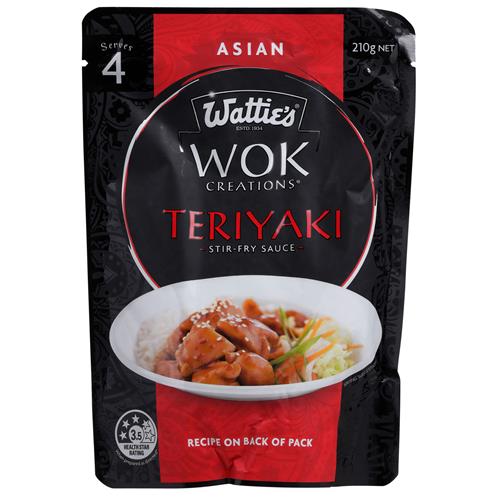 Serves
4
ASIAN
210g NET
Wattie's
ESTD. 1934
WOK
CREATIONS®
TERIYAKI
STIR-FRY SAUCE
3.5
HEALTH STAR
RATING
RECIPE ON BACK OF PACK